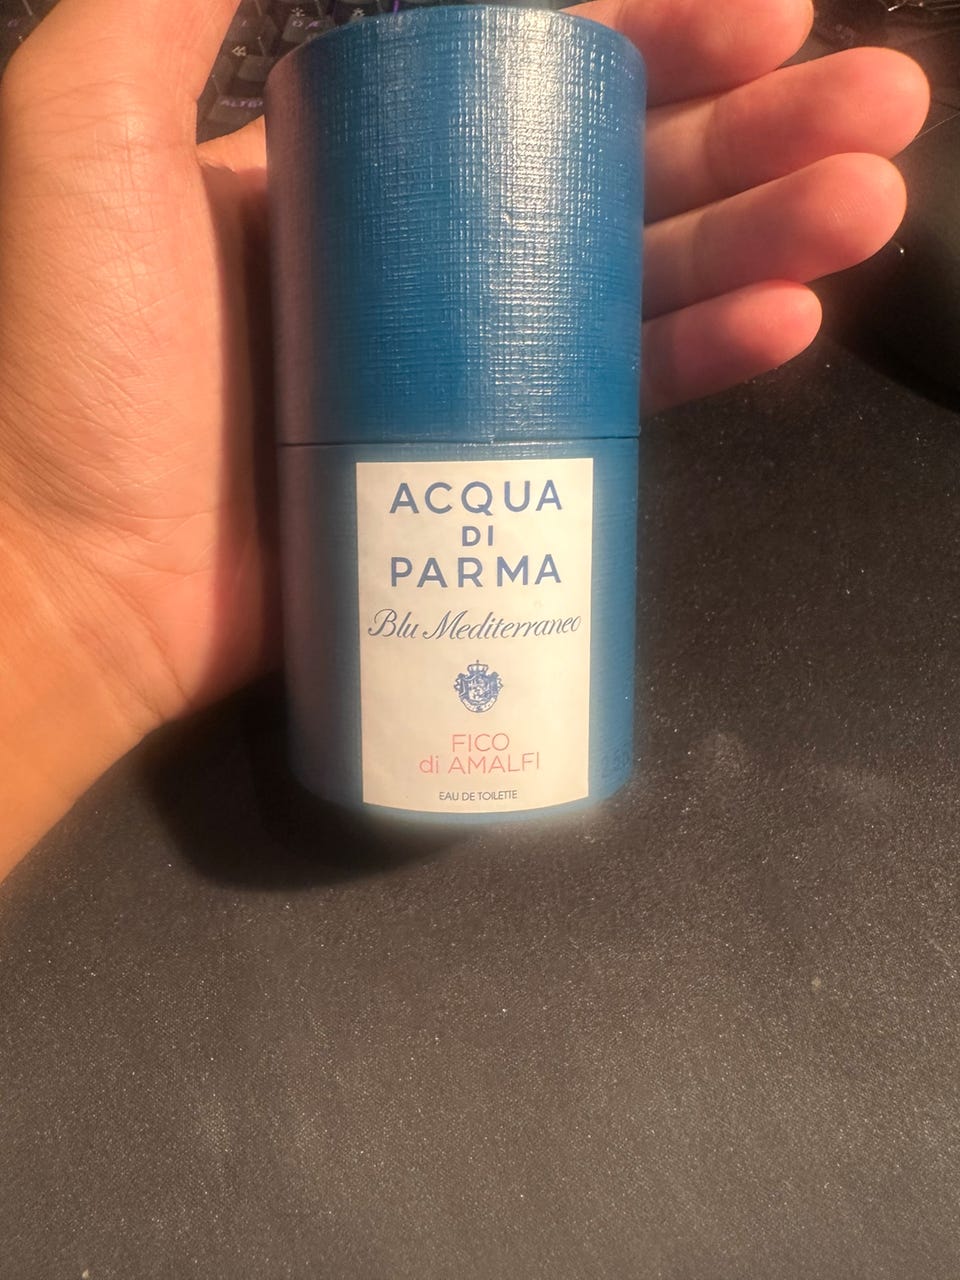 ACQUA
DI
PARMA
Blu Mediterraneo
FICO
di AMALFI
EAU DE TOILETTE